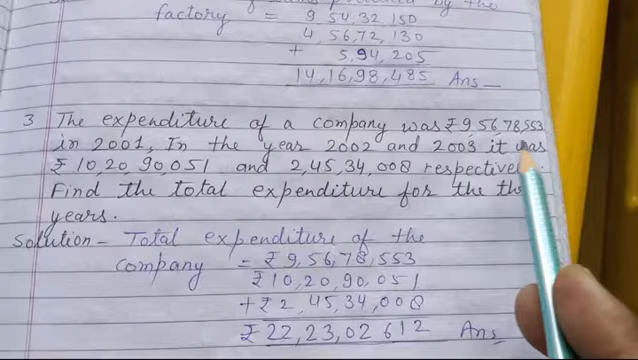 by the
factory = 9 54,32,150
4,56,72,130
+ 5,94,205
14,16,98,485 Ans
3 The expenditure of a company was ₹9 56,78,553
in 2001, In the year 2002 and 2003 it was
₹10,20,90,051 and 2,45,34,008
Find the total expenditure for the
years.
Solution - Total expenditure of the
company = ₹9,56,78,553
₹10,20,90,051
+ ₹2,45,34,008
₹22,23,02612 Ans